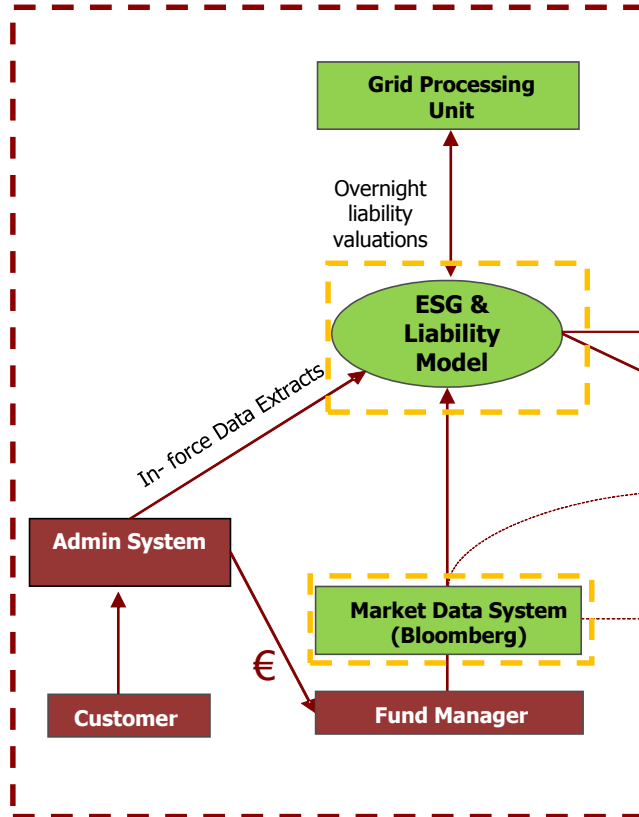 Grid Processing
Unit
Overnight
liability
valuations
ESG &
Liability
Model
In- force Data Extracts
Admin System
Market Data System
(Bloomberg)
€
Customer
Fund Manager